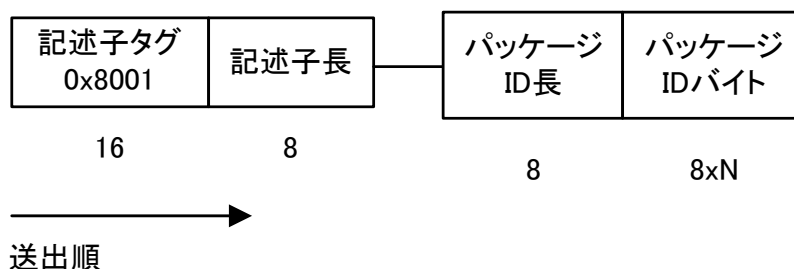 記述子タグ
0x8001
記述子長
パッケージ
ID長
パッケージ
IDバイト
16
8
8
8xN
送出順